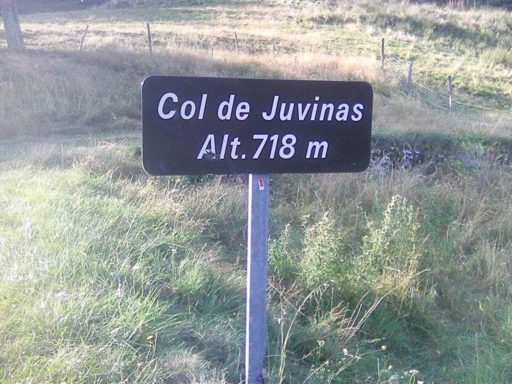 Col de Juvinas
Alt. 718 m